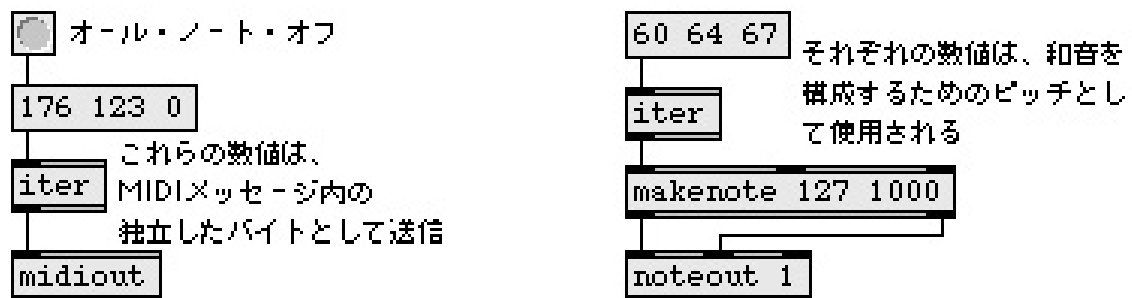 オール・ノート・オフ
176 123 0
これらの数値は、
iter
MIDIメッセージ内の
独立したバイトとして送信
midiout
60 64 67
それぞれの数値は、和音を
構成するためのピッチとし
て使用される
iter
makenote 127 1000
noteout 1